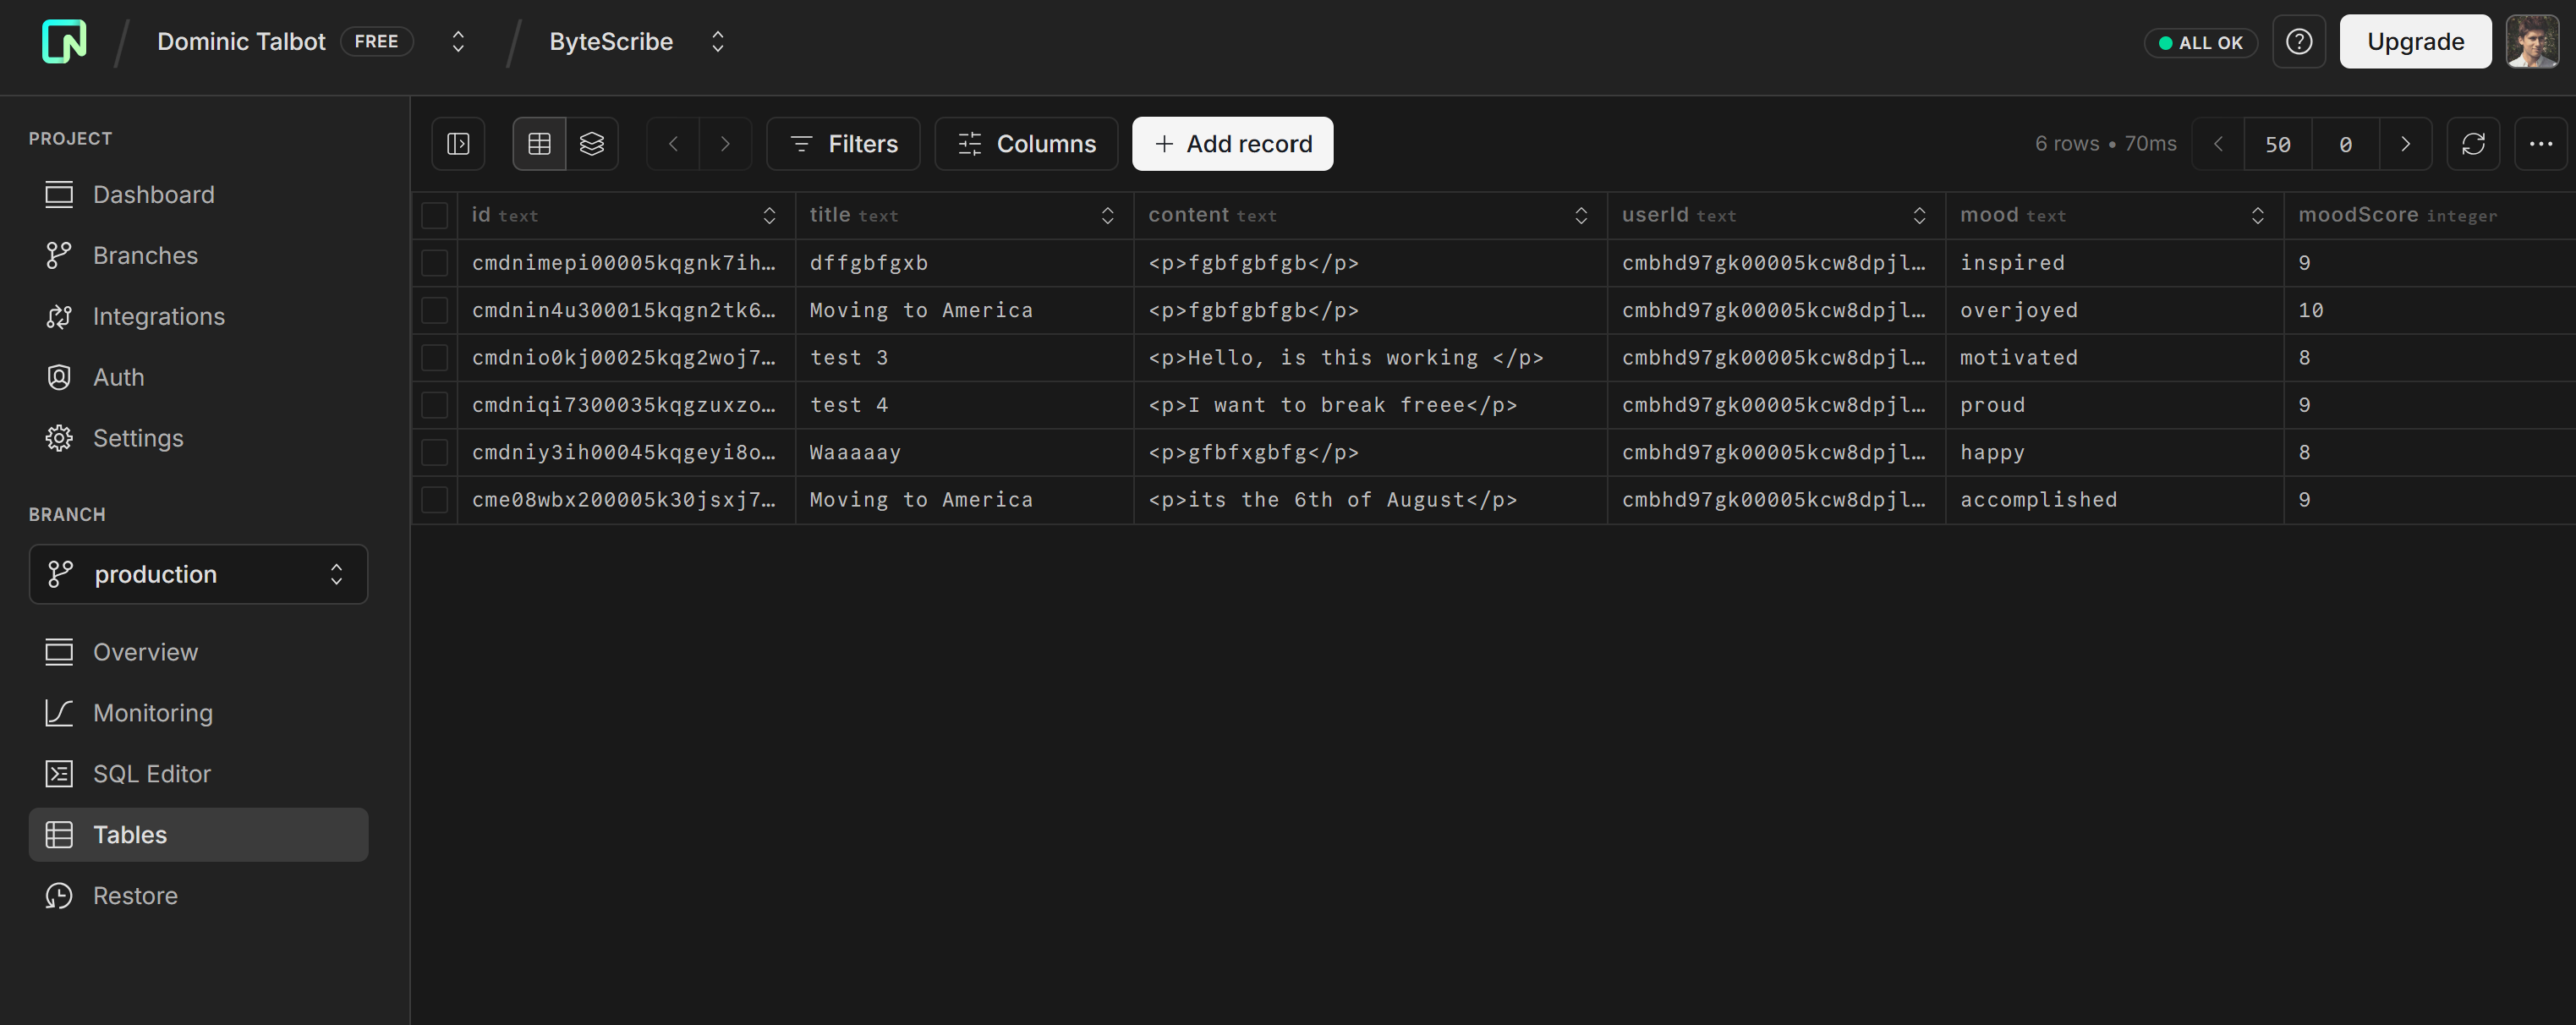 Dominic Talbot FREE ByteScribe ALL OK Upgrade
PROJECT
Dashboard
Branches
Integrations
Auth
Settings
BRANCH
production
Overview
Monitoring
SQL Editor
Tables
Restore
Filters Columns + Add record 6 rows • 70ms 50 0
id text title text content text userId text mood text moodScore integer
cmdnimepi00005kqgnk7ih… dffgbfgxb <p>fgbfgbfgb</p> cmbhd97gk00005kcw8dpjl… inspired 9
cmdnin4u300015kqgn2tk6… Moving to America <p>fgbfgbfgb</p> cmbhd97gk00005kcw8dpjl… overjoyed 10
cmdnio0kj00025kqg2woj7… test 3 <p>Hello, is this working </p> cmbhd97gk00005kcw8dpjl… motivated 8
cmdniqi7300035kqgzuxzo… test 4 <p>I want to break freee</p> cmbhd97gk00005kcw8dpjl… proud 9
cmdniy3ih00045kqgeyi8o… Waaaaay <p>gfbfxgbfg</p> cmbhd97gk00005kcw8dpjl… happy 8
cme08wbx200005k30jsxj7… Moving to America <p>its the 6th of August</p> cmbhd97gk00005kcw8dpjl… accomplished 9